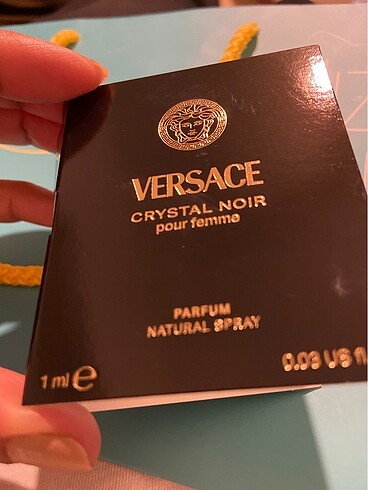 VERSACE
CRYSTAL NOIR
pour femme
PARFUM
NATURAL SPRAY
1 ml e
0.03 US fl